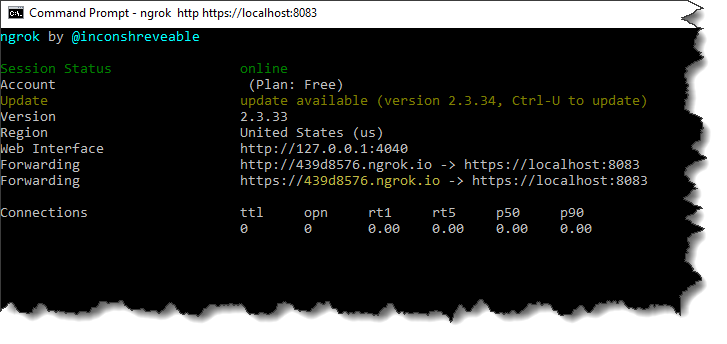 Command Prompt - ngrok http https://localhost:8083
ngrok by @inconshreveable
Session Status online
Account (Plan: Free)
Update update available (version 2.3.34, Ctrl-U to update)
Version 2.3.33
Region United States (us)
Web Interface http://127.0.0.1:4040
Forwarding http://439d8576.ngrok.io -> https://localhost:8083
Forwarding https://439d8576.ngrok.io -> https://localhost:8083
Connections ttl opn rt1 rt5 p50 p90
0 0 0.00 0.00 0.00 0.00